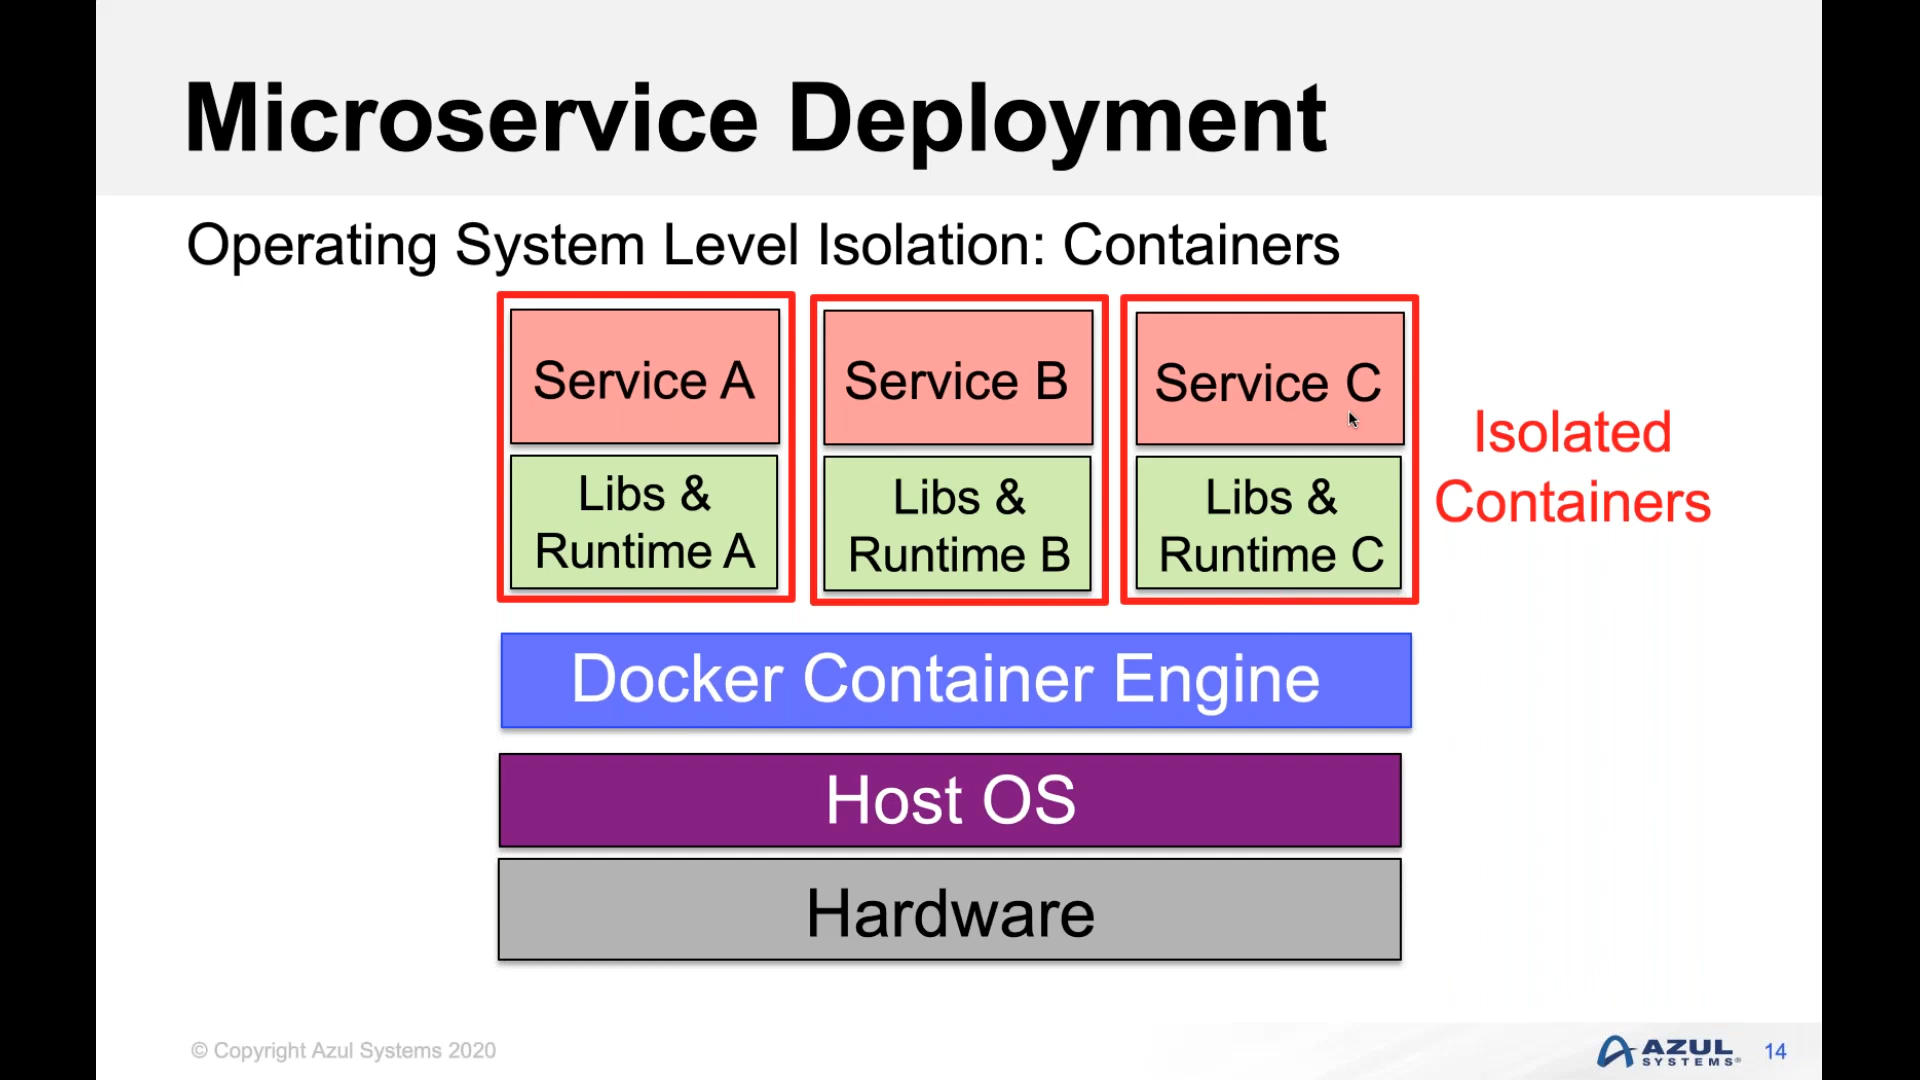 Microservice Deployment
Operating System Level Isolation: Containers
Service A
Service B
Service C
Libs &
Runtime A
Libs &
Runtime B
Libs &
Runtime C
Isolated
Containers
Docker Container Engine
Host OS
Hardware
© Copyright Azul Systems 2020
AZUL
SYSTEMS®
14